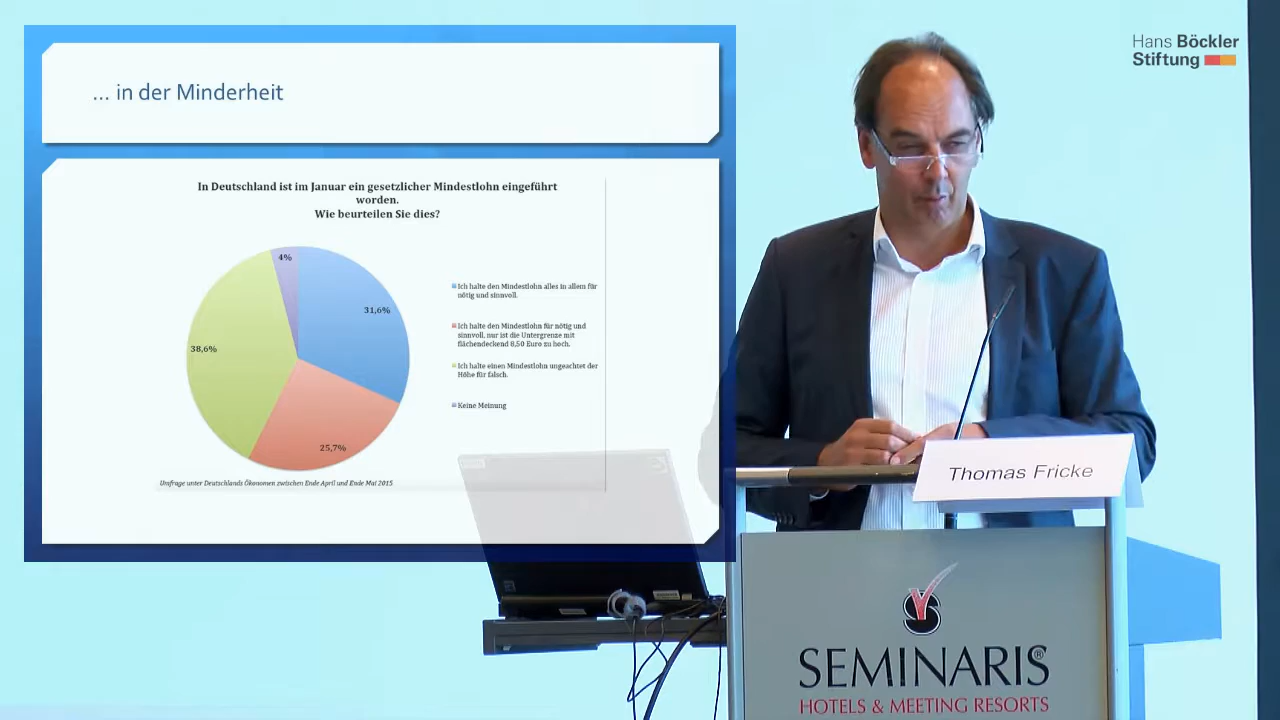 ... in der Minderheit
In Deutschland ist im Januar ein gesetzlicher Mindestlohn eingeführt
worden.
Wie beurteilen Sie dies?
4%
31,6%
38,6%
25,7%
Ich halte den Mindestlohn alles in allem für
nötig und sinnvoll.
Ich halte den Mindestlohn für nötig und
sinnvoll, nur ist die Untergrenze mit
flächendeckend 8,50 Euro zu hoch.
Ich halte einen Mindestlohn ungeachtet der
Höhe für falsch.
Keine Meinung
Umfrage unter Deutschlands Ökonomen zwischen Ende April und Ende Mai 2015
Hans Böckler
Stiftung
Thomas Fricke
SEMINARIS®
HOTELS & MEETING RESORTS